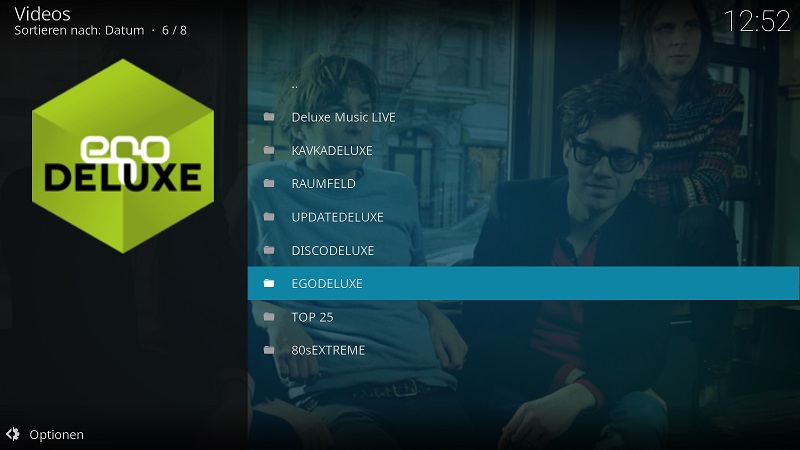 Videos
Sortieren nach: Datum · 6 / 8
12:52
ego
DELUXE
..
Deluxe Music LIVE
KAVKADELUXE
RAUMFELD
UPDATEDELUXE
DISCODELUXE
EGODELUXE
TOP 25
80sEXTREME
Optionen